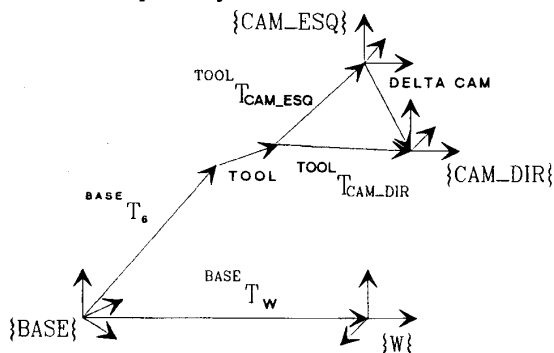 {CAM_ESQ}
TOOL T CAM_ESQ
DELTA CAM
TOOL
TOOL T CAM_DIR
{CAM_DIR}
BASE T 6
BASE T W
{BASE}
{W}